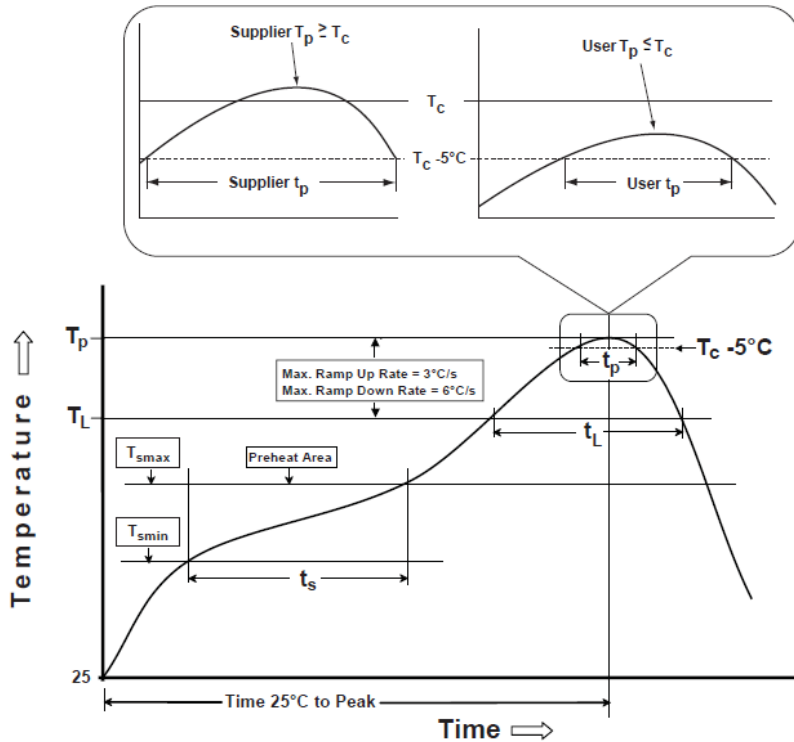 Supplier Tp ≥ Tc
User Tp ≤ Tc
Tc
Tc -5°C
Supplier tp
User tp
Tp
Tc -5°C
tp
Max. Ramp Up Rate = 3°C/s
Max. Ramp Down Rate = 6°C/s
TL
tL
Tsmax
Preheat Area
Tsmin
ts
Temperature
25
Time 25°C to Peak
Time